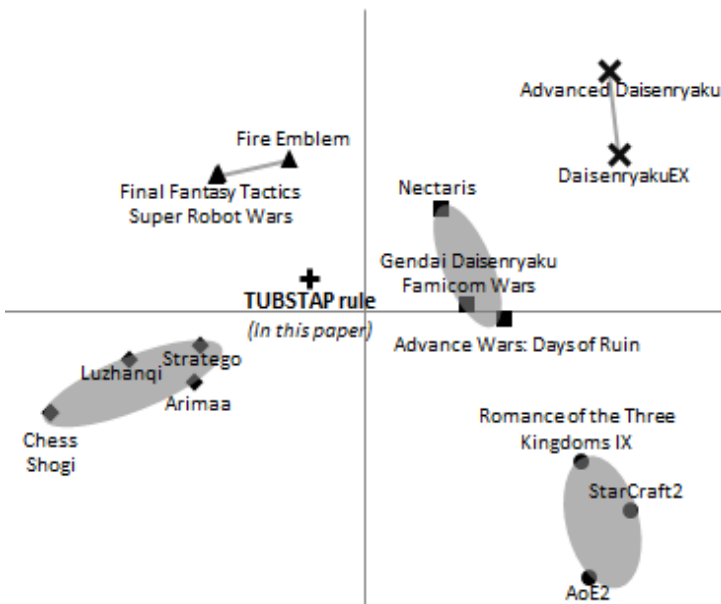 Advanced Daisenryaku
Fire Emblem
DaisenryakuEX
Final Fantasy Tactics
Super Robot Wars
Nectaris
Gendai Daisenryaku
Famicom Wars
TUBSTAP rule
(In this paper)
Advance Wars: Days of Ruin
Stratego
Luzhanqi
Arimaa
Chess
Shogi
Romance of the Three
Kingdoms IX
StarCraft2
AoE2